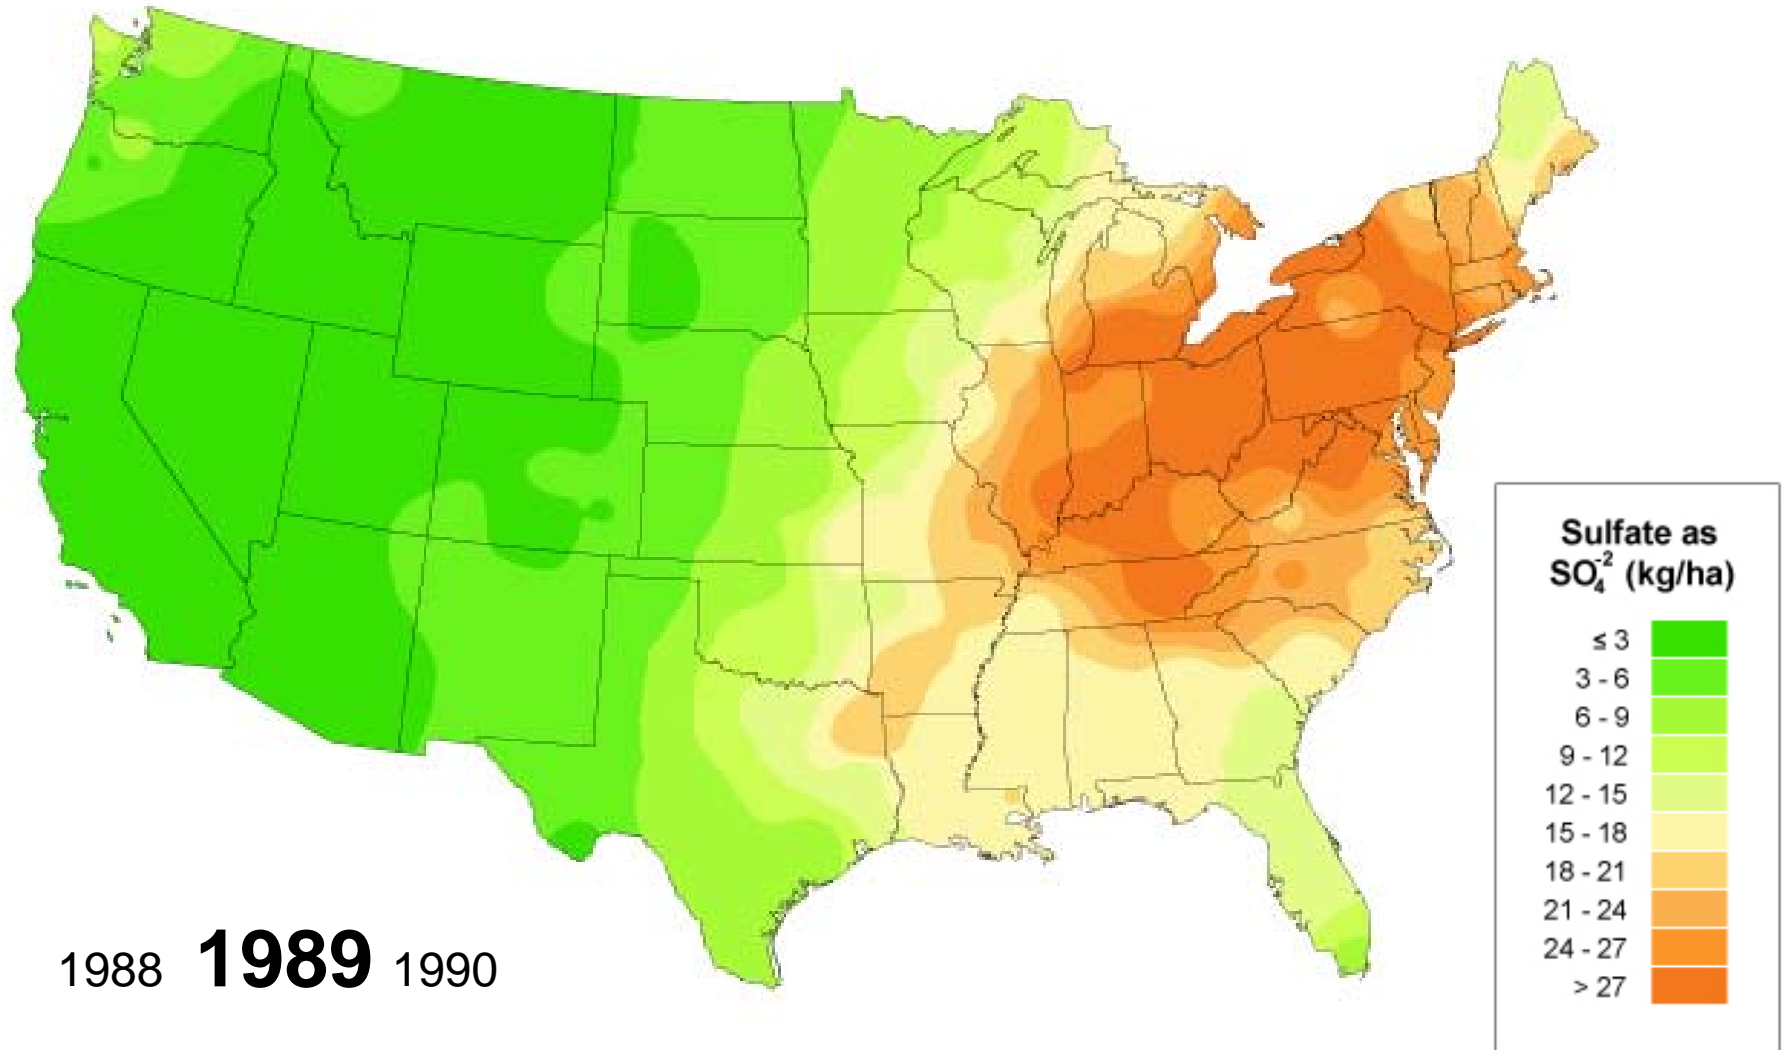 Sulfate as
SO₄⁻² (kg/ha)
≤ 3
3 - 6
6 - 9
9 - 12
12 - 15
15 - 18
18 - 21
21 - 24
24 - 27
> 27
1988 1989 1990